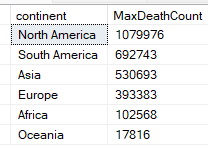 continent MaxDeathCount
North America 1079976
South America 692743
Asia 530693
Europe 393383
Africa 102568
Oceania 17816